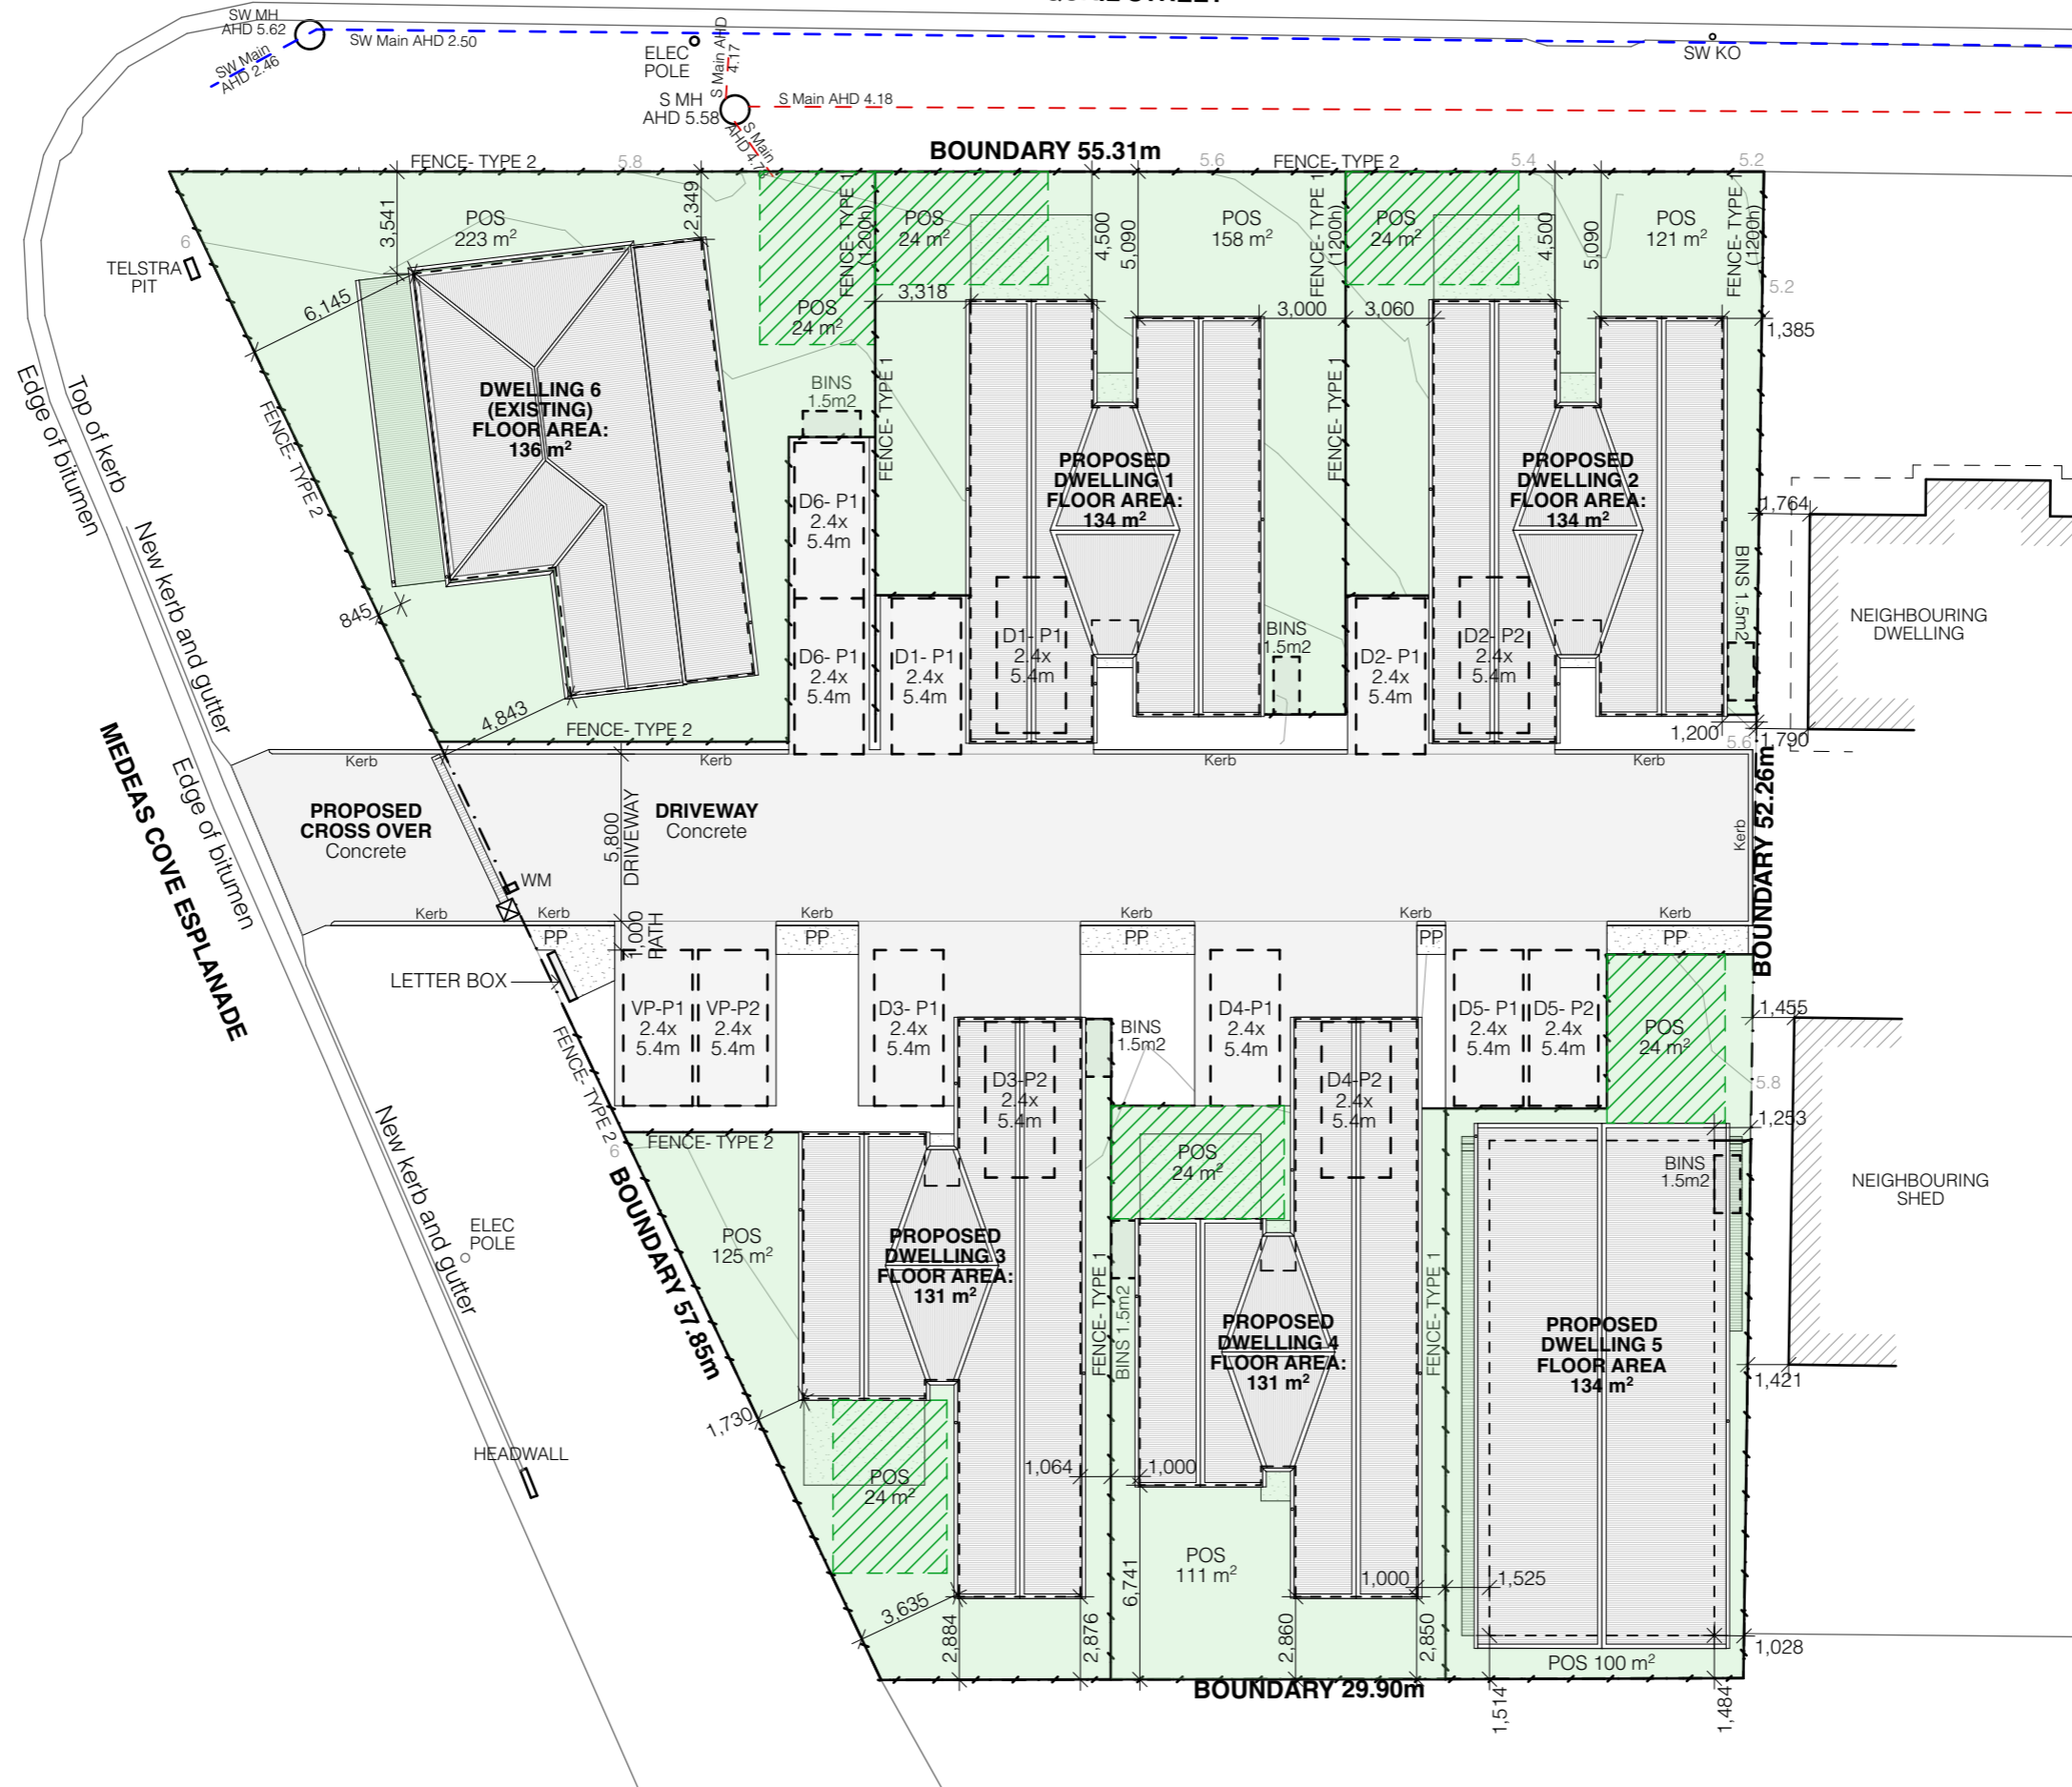 SW MH
AHD 5.62
SW Main AHD 2.50
SW Main
AHD 2.46
ELEC
POLE
S Main AHD
4.17
SW KO
S MH
AHD 5.58
S Main AHD 4.18
S Main
BOUNDARY 55.31m
FENCE- TYPE 2
5.8
5.6
FENCE- TYPE 2
5.4
5.2
3,541
POS
223 m²
2,349
FENCE- TYPE 1
(1200h)
POS
24 m²
4,500
5,090
POS
158 m²
FENCE- TYPE 1
(1200h)
POS
24 m²
4,500
5,090
POS
121 m²
FENCE- TYPE 1
(1200h)
6
TELSTRA
PIT
6,145
POS
24 m²
3,318
3,000
3,060
5.2
1,385
Edge of bitumen
Top of kerb
FENCE- TYPE 2
DWELLING 6
(EXISTING)
FLOOR AREA:
136 m²
BINS
1.5m2
FENCE- TYPE 1
FENCE- TYPE 1
PROPOSED
DWELLING 1
FLOOR AREA:
134 m²
PROPOSED
DWELLING 2
FLOOR AREA:
134 m²
1,764
D6- P1
2.4x
5.4m
BINS 1.5m2
NEIGHBOURING
DWELLING
New kerb and gutter
845
D6- P1
2.4x
5.4m
D1- P1
2.4x
5.4m
D1- P1
2.4x
5.4m
BINS
1.5m2
D2- P1
2.4x
5.4m
D2- P2
2.4x
5.4m
4,843
FENCE- TYPE 2
1,200
5.6
1,790
Kerb
Kerb
Kerb
Kerb
MEDEAS COVE ESPLANADE
Edge of bitumen
PROPOSED
CROSS OVER
Concrete
5,800
DRIVEWAY
DRIVEWAY
Concrete
Kerb
BOUNDARY 52.26m
WM
Kerb
Kerb
Kerb
Kerb
Kerb
Kerb
PP
1,000
PATH
PP
PP
PP
PP
LETTER BOX
VP-P1
2.4x
5.4m
VP-P2
2.4x
5.4m
D3- P1
2.4x
5.4m
BINS
1.5m2
D4-P1
2.4x
5.4m
D5- P1
2.4x
5.4m
D5- P2
2.4x
5.4m
POS
24 m²
1,455
FENCE- TYPE 2
D3-P2
2.4x
5.4m
D4-P2
2.4x
5.4m
5.8
1,253
6
FENCE- TYPE 2
POS
24 m²
BINS
1.5m2
NEIGHBOURING
SHED
New kerb and gutter
ELEC
POLE
BOUNDARY 57.85m
POS
125 m²
PROPOSED
DWELLING 3
FLOOR AREA:
131 m²
FENCE- TYPE 1
BINS 1.5m2
PROPOSED
DWELLING 4
FLOOR AREA:
131 m²
FENCE- TYPE 1
PROPOSED
DWELLING 5
FLOOR AREA
134 m²
1,421
1,730
HEADWALL
POS
24 m²
1,064
1,000
POS
111 m²
6,741
1,000
1,525
3,635
2,884
2,876
2,860
2,850
1,028
POS 100 m²
BOUNDARY 29.90m
1,514
1,484